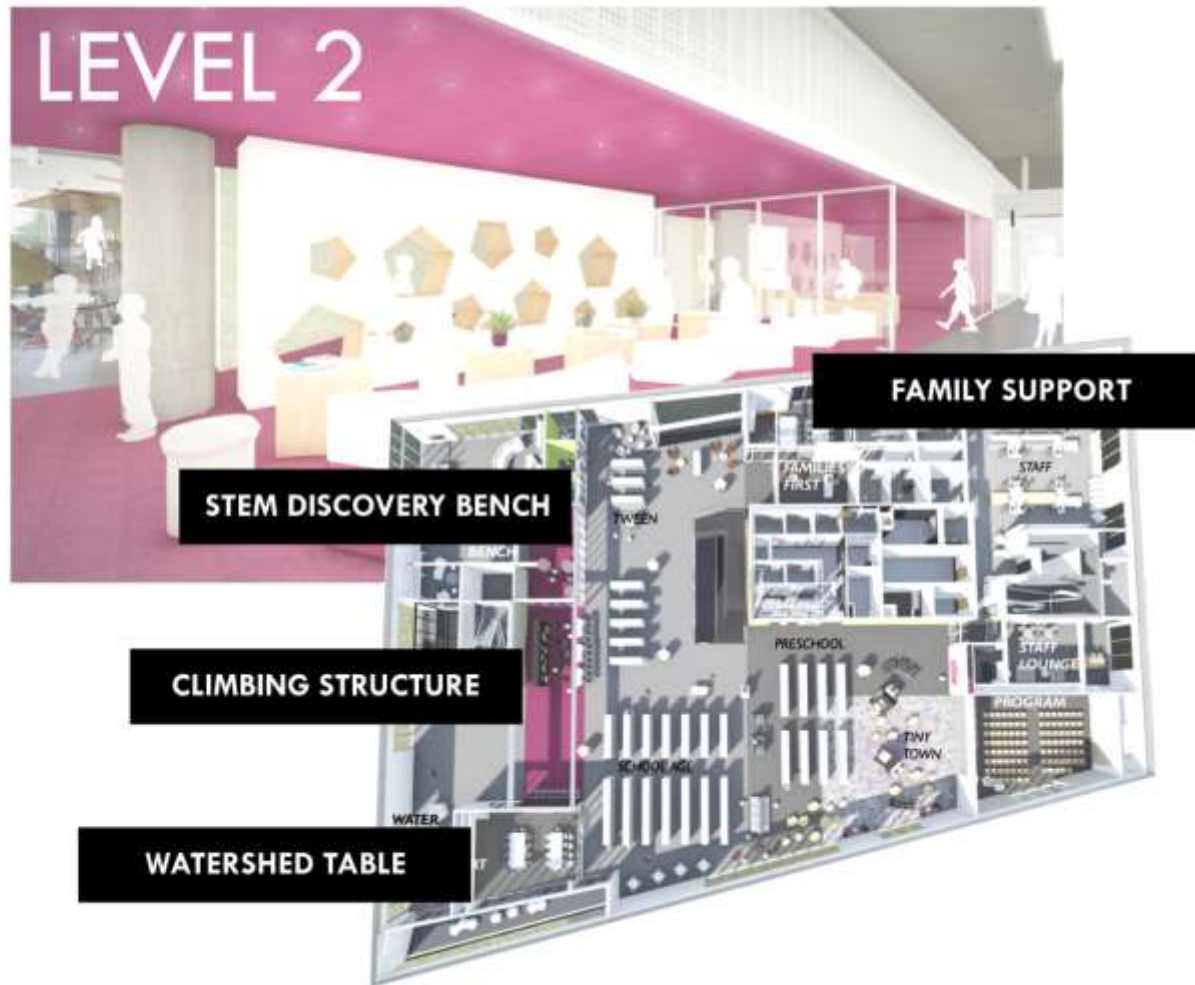 LEVEL 2
FAMILY SUPPORT
FAMILIES
FIRST
STAFF
STEM DISCOVERY BENCH
TWEEN
BENCH
PRESCHOOL
STAFF
LOUNGE
CLIMBING STRUCTURE
PROGRAM
TINY
TOWN
SCHOOL AGE
WATER
WATERSHED TABLE